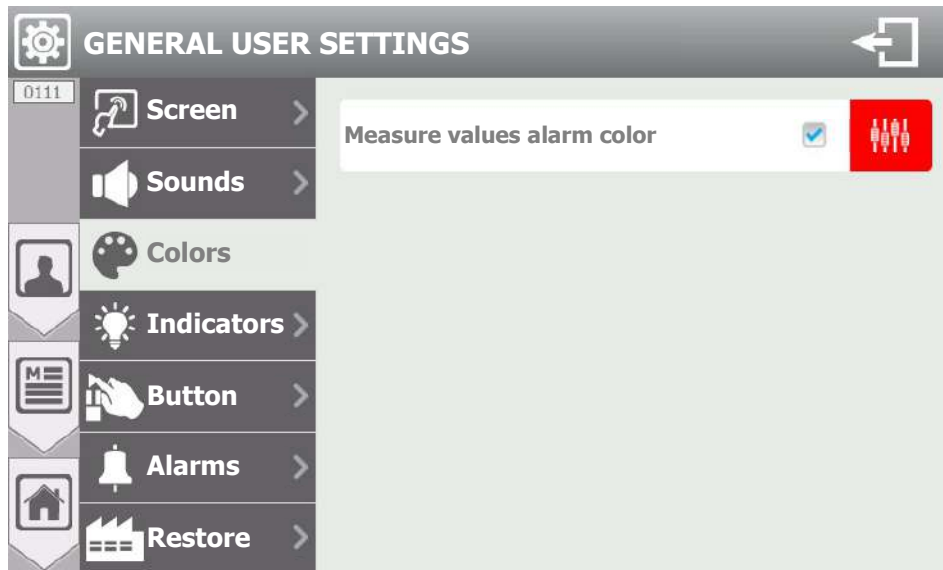 GENERAL USER SETTINGS
0111
Screen
Measure values alarm color
Sounds
Colors
Indicators
M
Button
Alarms
Restore